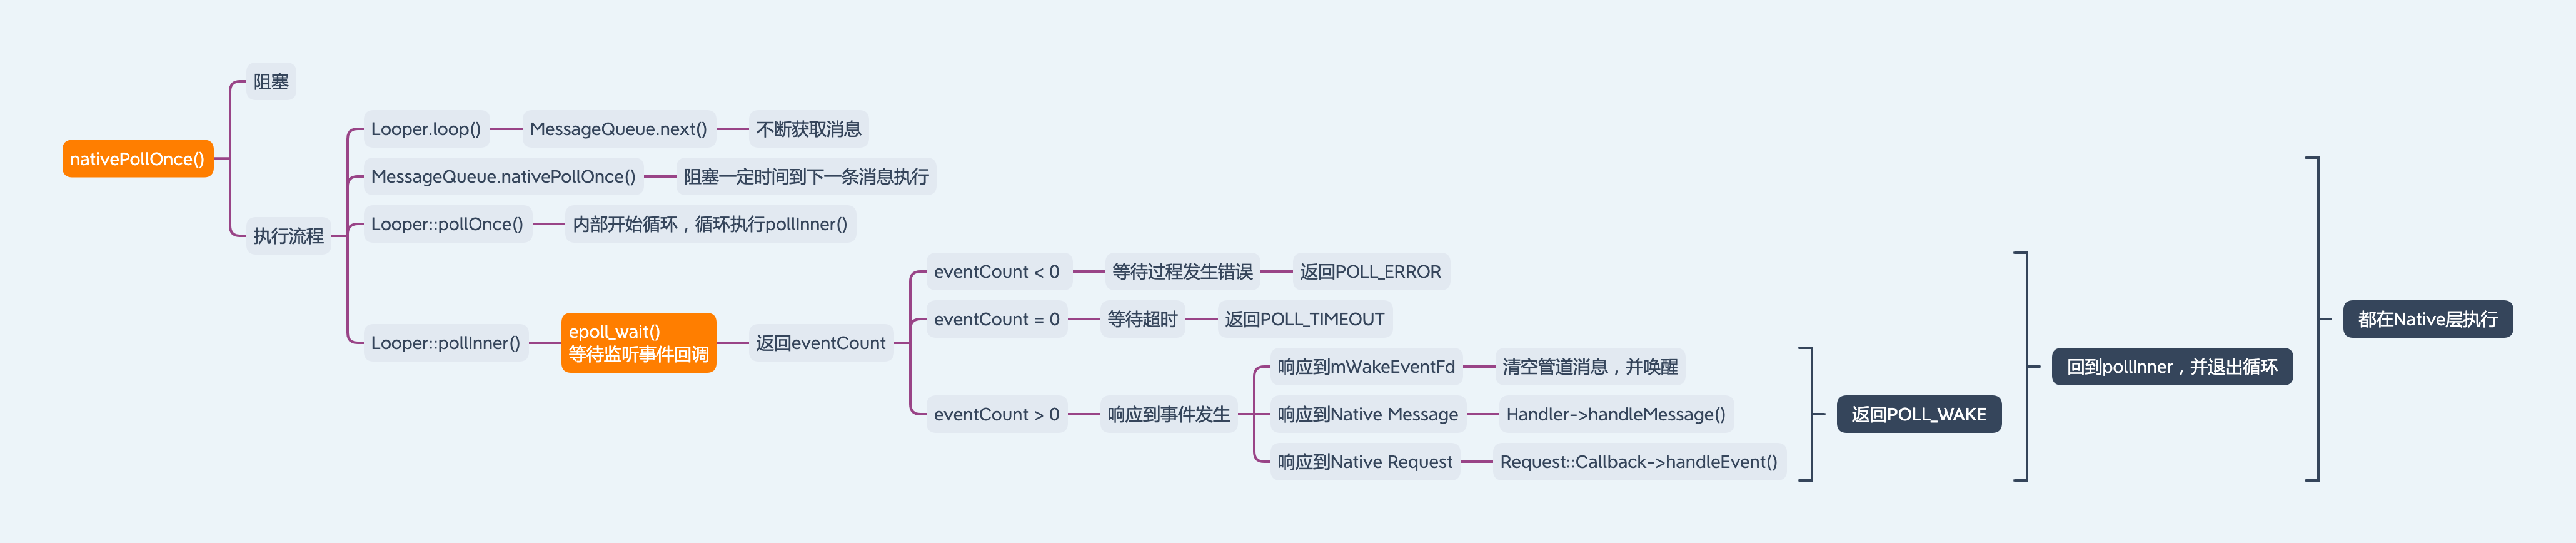 nativePollOnce()
阻塞
执行流程
Looper.loop()
MessageQueue.next()
不断获取消息
MessageQueue.nativePollOnce()
阻塞一定时间到下一条消息执行
Looper::pollOnce()
内部开始循环，循环执行pollInner()
Looper::pollInner()
epoll_wait()
等待监听事件回调
返回eventCount
eventCount < 0
等待过程发生错误
返回POLL_ERROR
eventCount = 0
等待超时
返回POLL_TIMEOUT
eventCount > 0
响应到事件发生
响应到mWakeEventFd
清空管道消息，并唤醒
响应到Native Message
Handler->handleMessage()
响应到Native Request
Request::Callback->handleEvent()
返回POLL_WAKE
回到pollInner，并退出循环
都在Native层执行